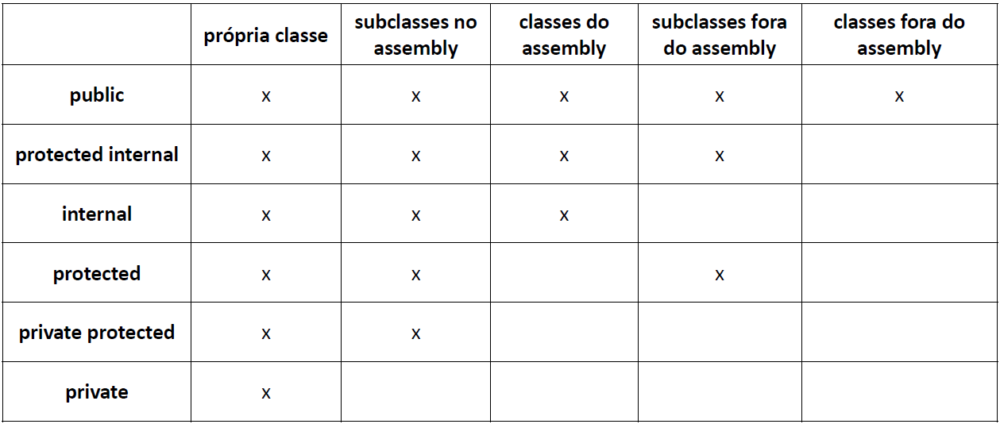 própria classe
subclasses no
assembly
classes do
assembly
subclasses fora
do assembly
classes fora do
assembly
public x x x x x
protected internal x x x x
internal x x x
protected x x x
private protected x x
private x